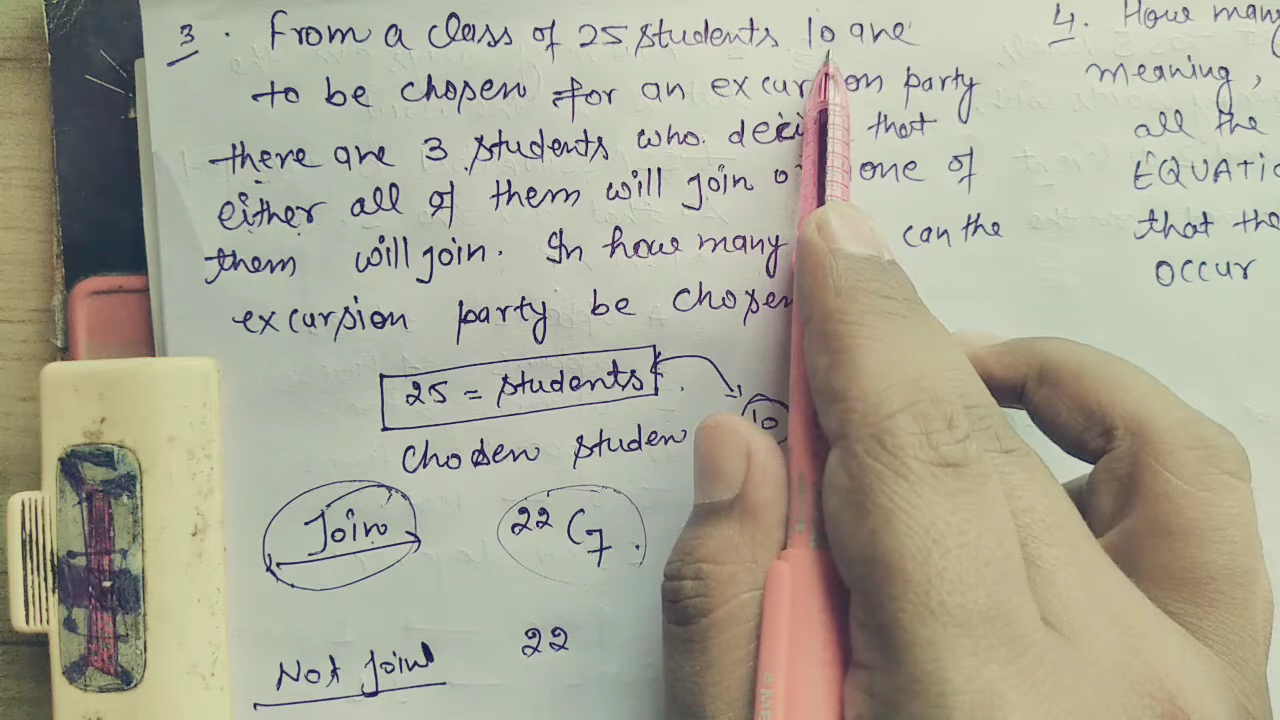 3. From a class of 25 students 10 are
to be chosen for an excur on party
there are 3 students who. deci that
either all of them will join o one of
them will join. In how many can the
excursion party be chosen
25 = students
10
chosen studen
Join
22 C7.
Not join
22
4. How many
meaning,
all the
EQUATIO
that the
occur